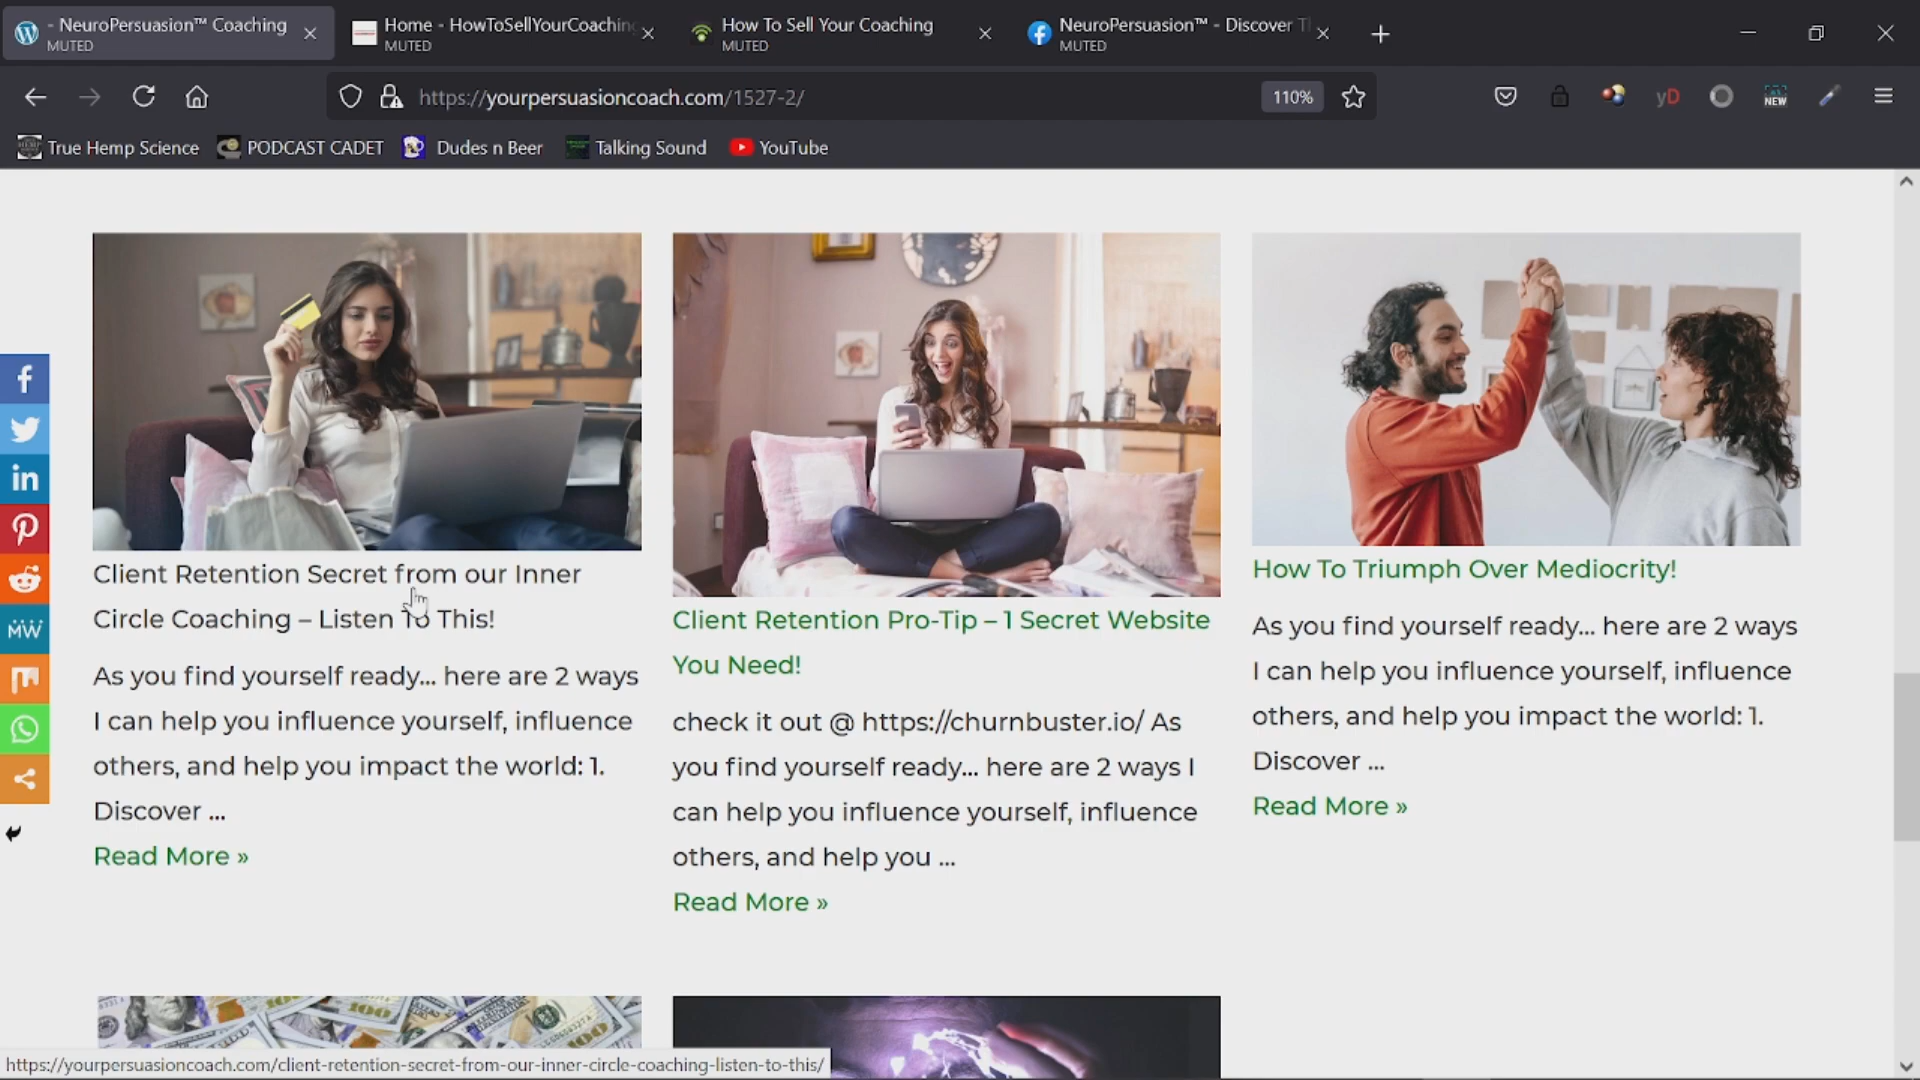 - NeuroPersuasion™ Coaching
MUTED
Home - HowToSellYourCoaching
MUTED
How To Sell Your Coaching
MUTED
NeuroPersuasion™ - Discover T
MUTED
https://yourpersuasioncoach.com/1527-2/
110%
yD
NEW
True Hemp Science
PODCAST CADET
Dudes n Beer
Talking Sound
YouTube
Client Retention Secret from our Inner
Circle Coaching – Listen To This!
As you find yourself ready... here are 2 ways
I can help you influence yourself, influence
others, and help you impact the world: 1.
Discover ...
Read More »
Client Retention Pro-Tip – 1 Secret Website
You Need!
check it out @ https://churnbuster.io/ As
you find yourself ready... here are 2 ways I
can help you influence yourself, influence
others, and help you ...
Read More »
How To Triumph Over Mediocrity!
As you find yourself ready... here are 2 ways
I can help you influence yourself, influence
others, and help you impact the world: 1.
Discover ...
Read More »
MW
100
https://yourpersuasioncoach.com/client-retention-secret-from-our-inner-circle-coaching-listen-to-this/